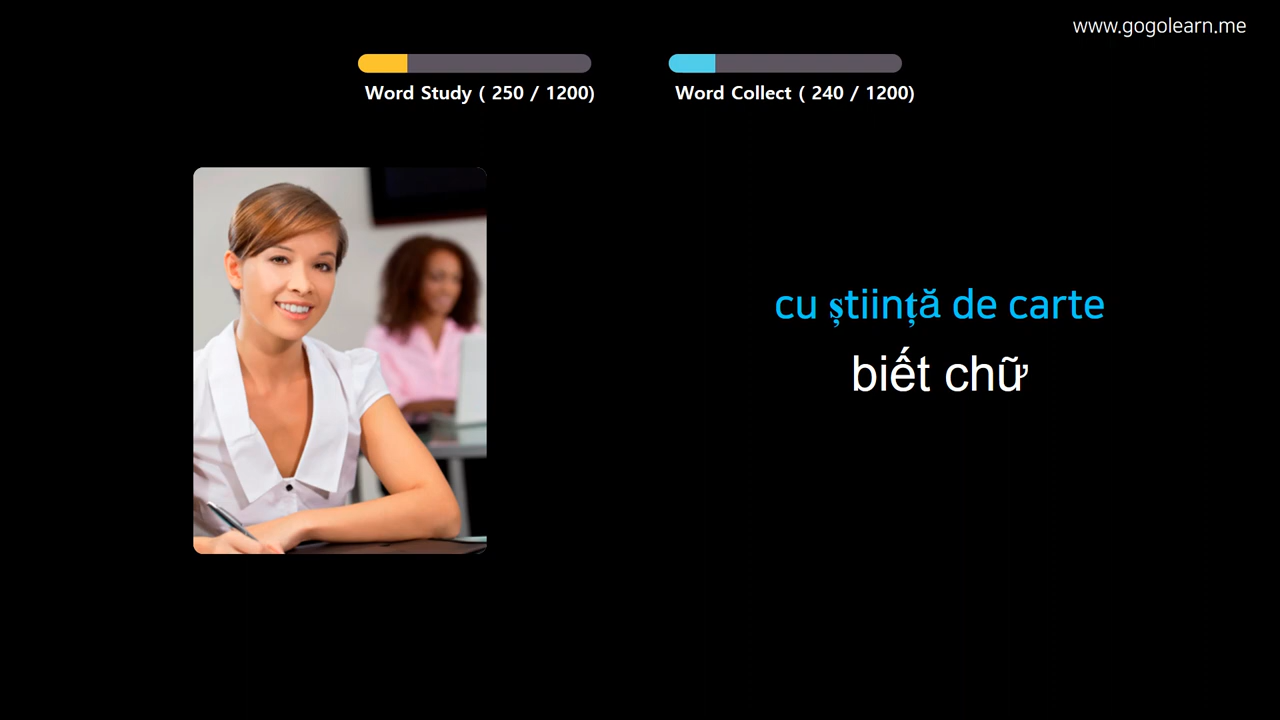 www.gogolearn.me
Word Study ( 250 / 1200)
Word Collect ( 240 / 1200)
cu știință de carte
biết chữ